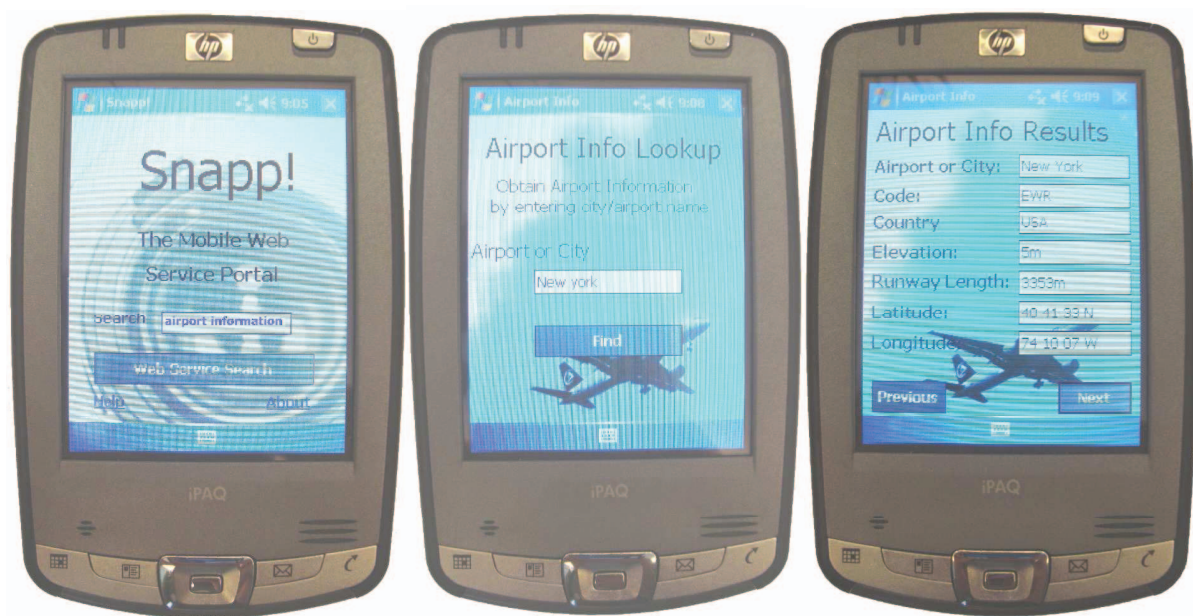 hp
Snapp!
9:05
Snapp!
The Mobile Web
Service Portal
Search
airport information
Web Service Search
Help
About
iPAQ
hp
Airport Info
9:08
Airport Info Lookup
Obtain Airport Information
by entering city/airport name
Airport or City
New york
Find
iPAQ
hp
Airport Info
9:09
Airport Info Results
Airport or City: New York
Code: EWR
Country USA
Elevation: 5m
Runway Length: 3353m
Latitude: 40 41 33 N
Longitude: 74 10 07 W
Previous
Next
iPAQ